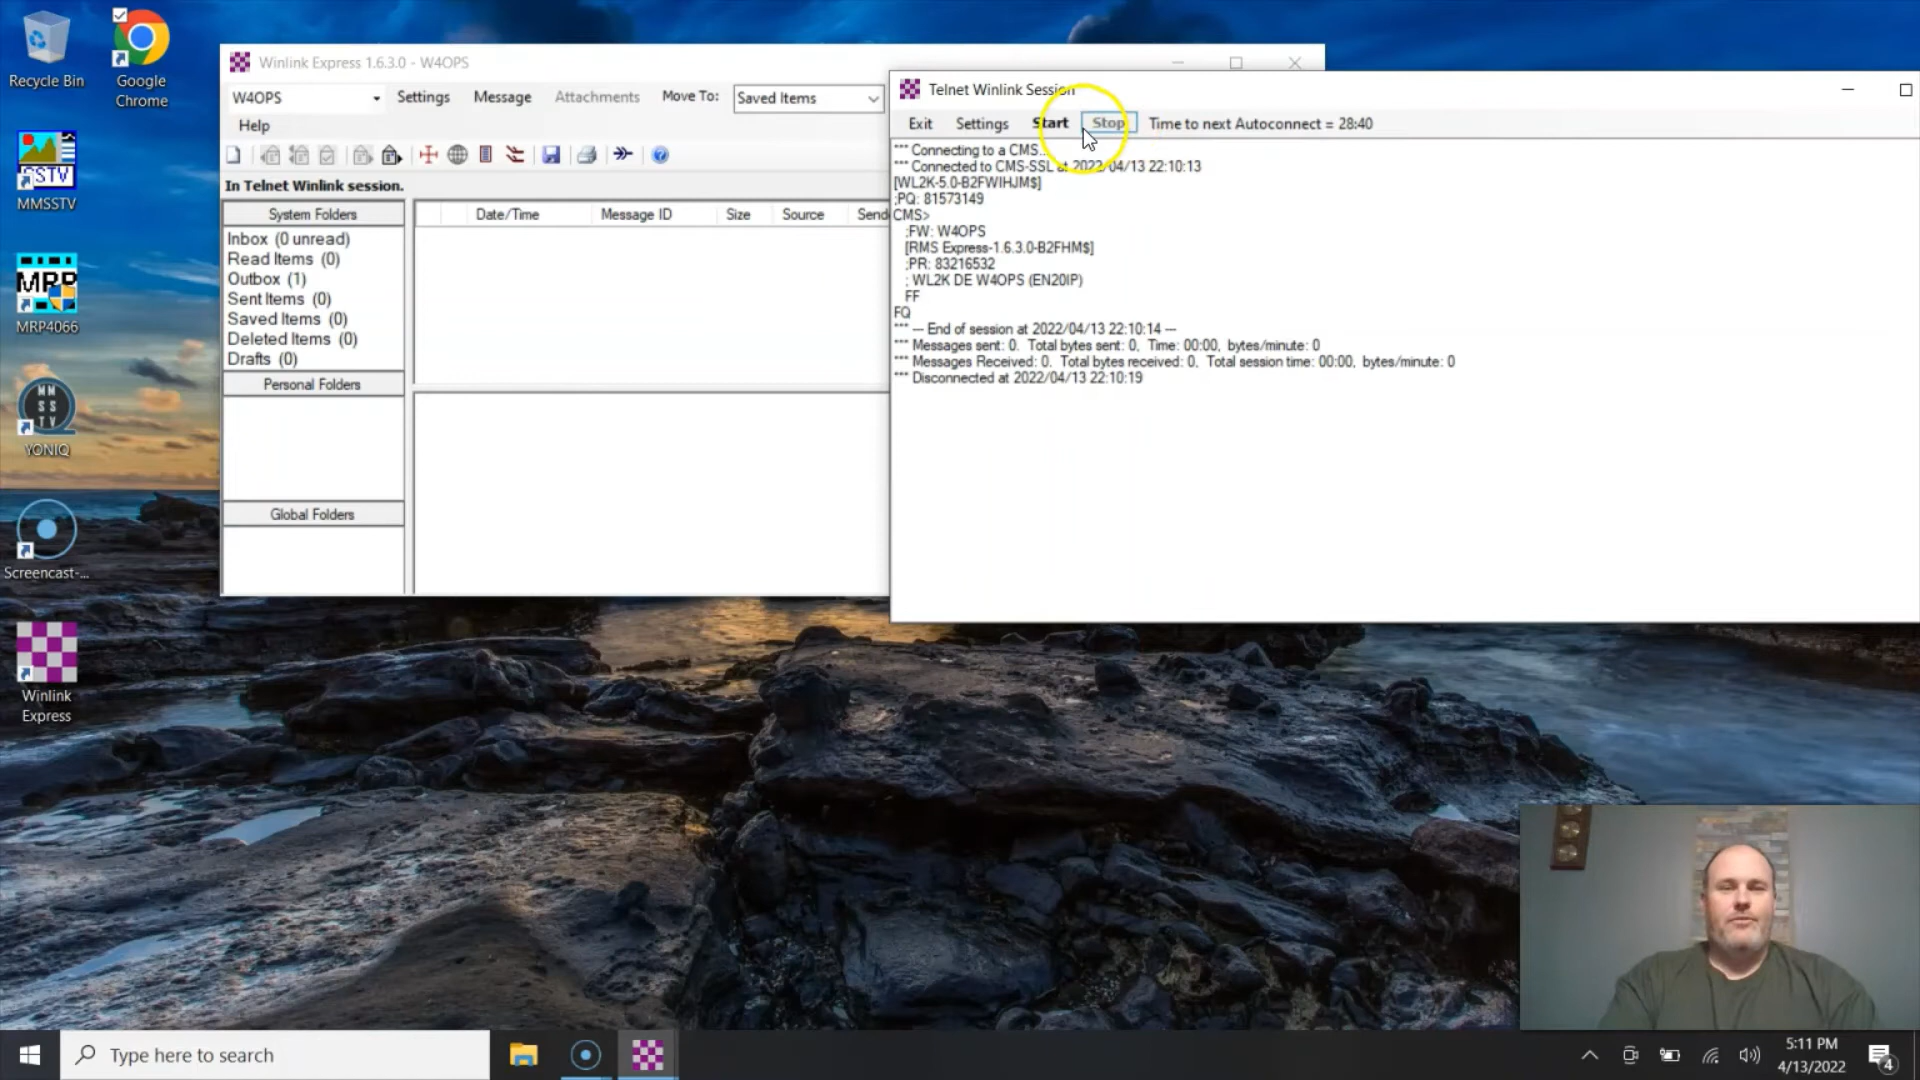 Recycle Bin
Google
Chrome
MMSSTV
MRP4066
YONIQ
Screencast-...
Winlink
Express
SSTV
MRP
MM
SS
TV
Winlink Express 1.6.3.0 - W4OPS
W4OPS
Settings
Message
Attachments
Move To:
Saved Items
Help
In Telnet Winlink session.
System Folders
Inbox (0 unread)
Read Items (0)
Outbox (1)
Sent Items (0)
Saved Items (0)
Deleted Items (0)
Drafts (0)
Personal Folders
Global Folders
Date/Time
Message ID
Size
Source
Send
Telnet Winlink Session
Exit Settings Start Stop Time to next Autoconnect = 28:40
*** Connecting to a CMS...
*** Connected to CMS-SSL at 2022/04/13 22:10:13
[WL2K-5.0-B2FWIHJM$]
;PQ: 81573149
CMS>
;FW: W4OPS
[RMS Express-1.6.3.0-B2FHM$]
;PR: 83216532
; WL2K DE W4OPS (EN20IP)
FF
FQ
*** --- End of session at 2022/04/13 22:10:14 ---
*** Messages sent: 0. Total bytes sent: 0, Time: 00:00, bytes/minute: 0
*** Messages Received: 0. Total bytes received: 0, Total session time: 00:00, bytes/minute: 0
*** Disconnected at 2022/04/13 22:10:19
Type here to search
5:11 PM
4/13/2022
4